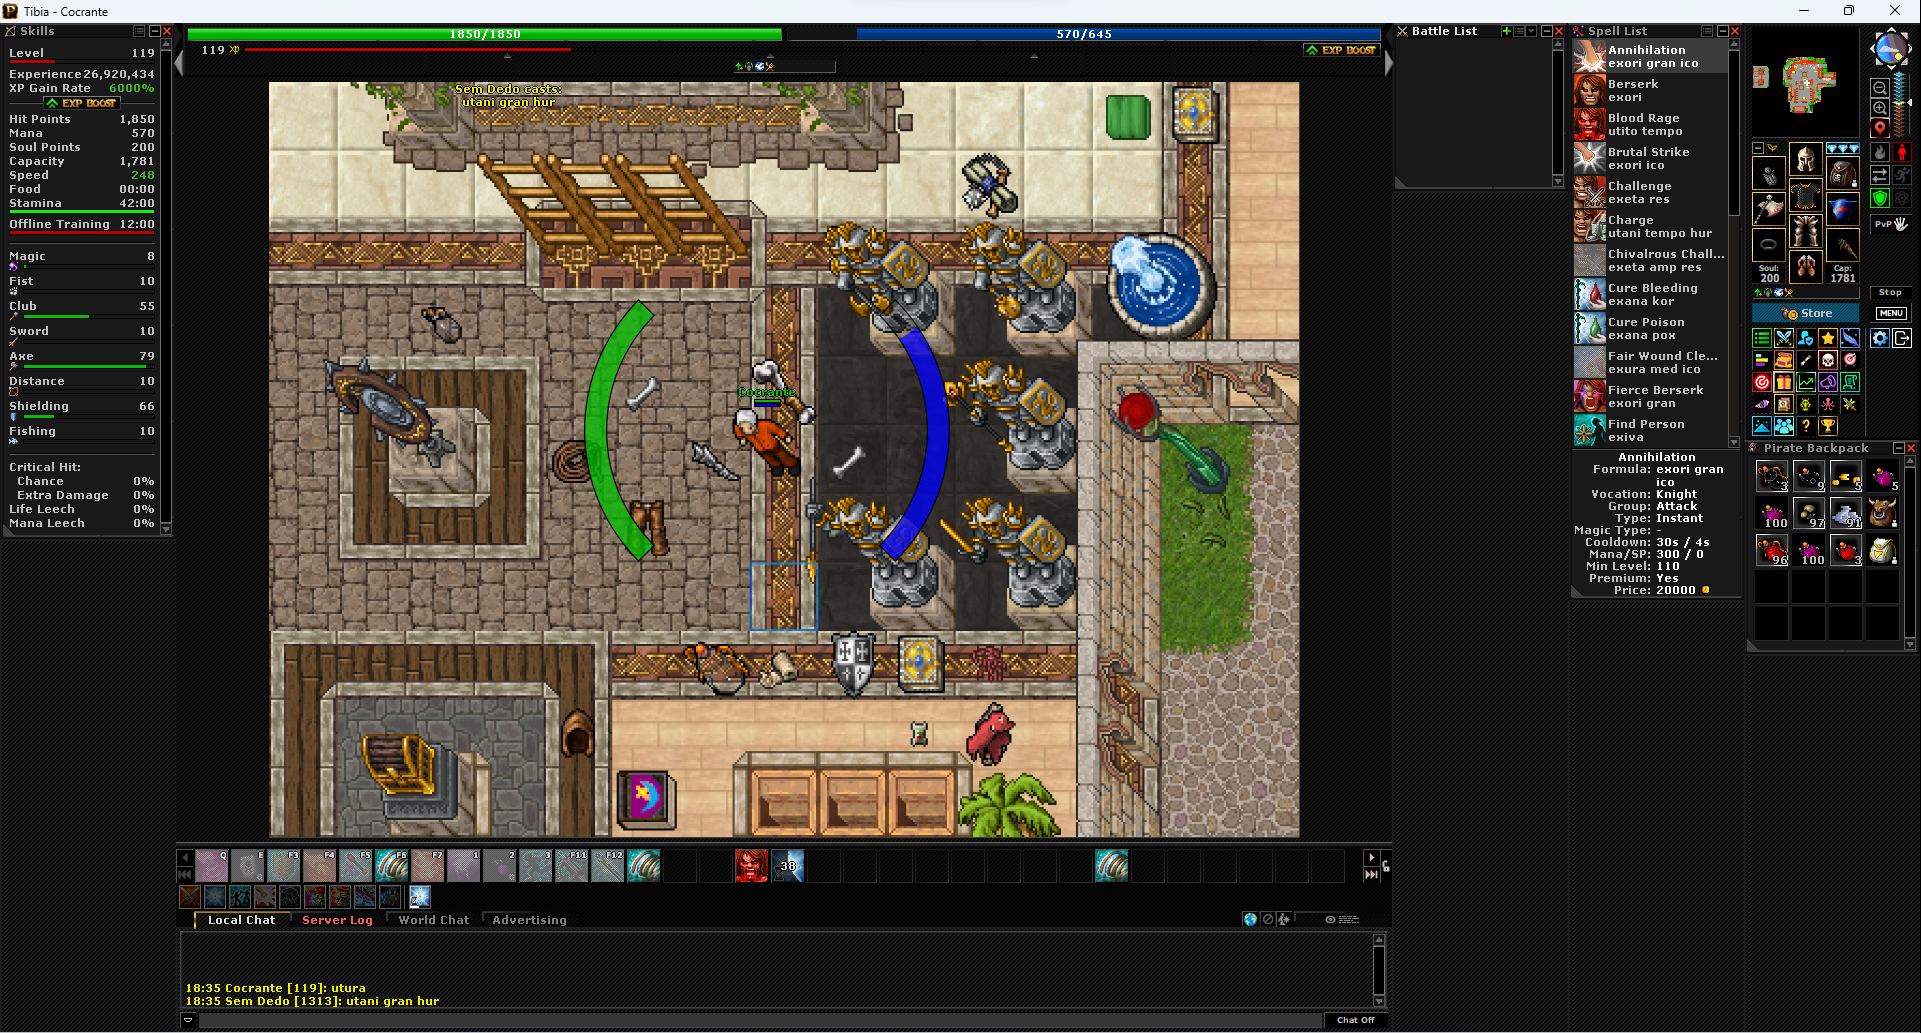 Tibia - Cocrante
Skills
Level 119
Experience 26,920,434
XP Gain Rate 6000%
EXP BOOST
Hit Points 1,850
Mana 570
Soul Points 200
Capacity 1,781
Speed 248
Food 00:00
Stamina 42:00
Offline Training 12:00
Magic 8
Fist 10
Club 55
Sword 10
Axe 79
Distance 10
Shielding 66
Fishing 10
Critical Hit:
Chance 0%
Extra Damage 0%
Life Leech 0%
Mana Leech 0%
1850/1850
570/645
119
EXP BOOST
Sem Dedo casts:
utani gran hur
Cocrante
Q
E
F3
F4
F5
F6
F7
1
2
3
F11
F12
38
Local Chat
Server Log
World Chat
Advertising
18:35 Cocrante [119]: utura
18:35 Sem Dedo [1313]: utani gran hur
Chat Off
Battle List
Spell List
Annihilation
exori gran ico
Berserk
exori
Blood Rage
utito tempo
Brutal Strike
exori ico
Challenge
exeta res
Charge
utani tempo hur
Chivalrous Chall...
exeta amp res
Cure Bleeding
exana kor
Cure Poison
exana pox
Fair Wound Cle...
exura med ico
Fierce Berserk
exori gran
Find Person
exiva
Annihilation
Formula: exori gran
ico
Vocation: Knight
Group: Attack
Type: Instant
Magic Type: -
Cooldown: 30s / 4s
Mana/SP: 300 / 0
Min Level: 110
Premium: Yes
Price: 20000
PvP
Soul:
200
Cap:
1781
Stop
Store
MENU
Pirate Backpack
3
9
5
5
100
97
91
96
100
3